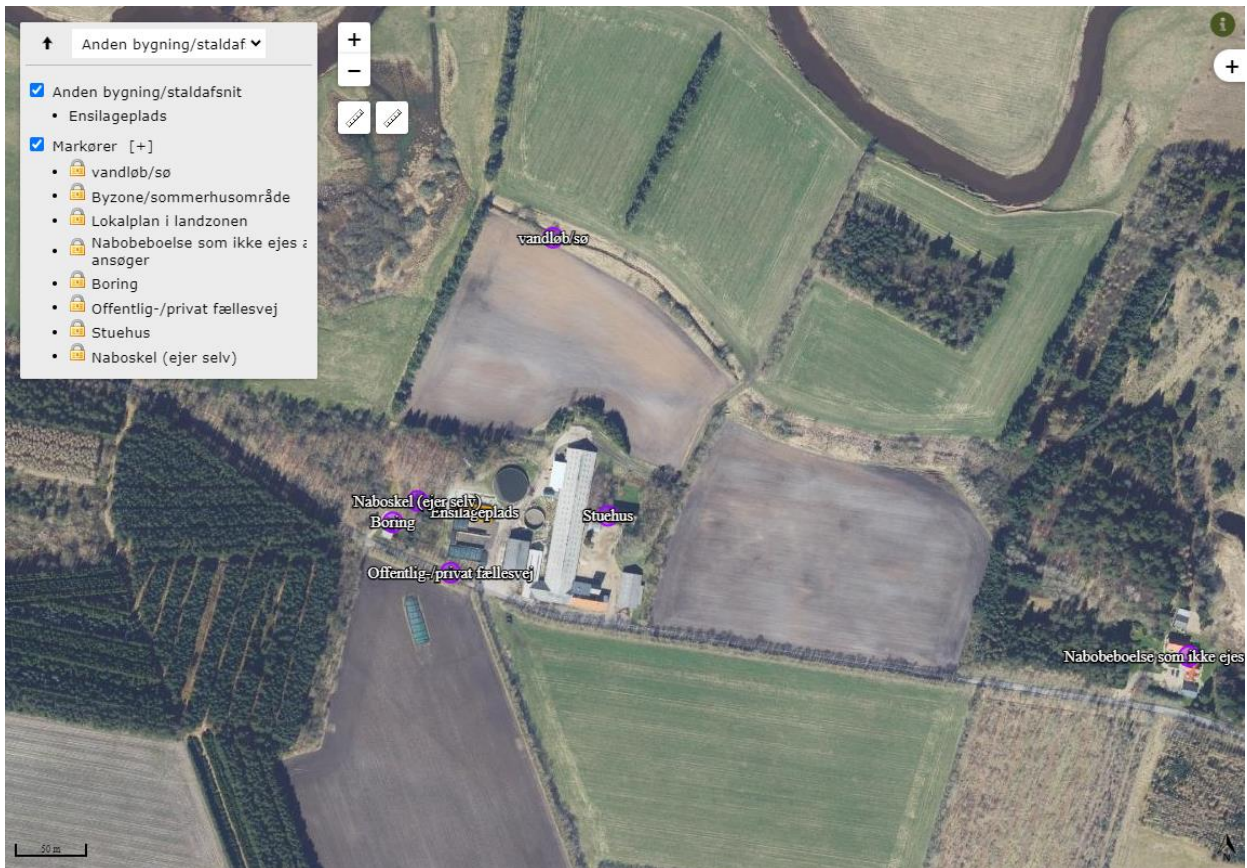 Anden bygning/staldaf
Anden bygning/staldafsnit
Ensilageplads
Markører [+]
vandløb/sø
Byzone/sommerhusområde
Lokalplan i landzonen
Nabobeboelse som ikke ejes a
ansøger
Boring
Offentlig-/privat fællesvej
Stuehus
Naboskel (ejer selv)
+
−
i
+
vandløb/sø
Naboskel (ejer selv)
Ensilageplads
Boring
Stuehus
Offentlig-/privat fællesvej
Nabobeboelse som ikke ejes
50 m
N